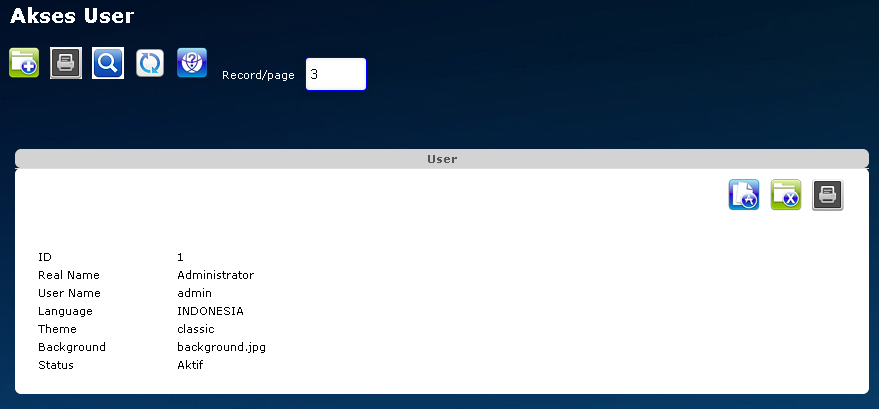 Akses User
Record/page 3
User
ID 1
Real Name Administrator
User Name admin
Language INDONESIA
Theme classic
Background background.jpg
Status Aktif